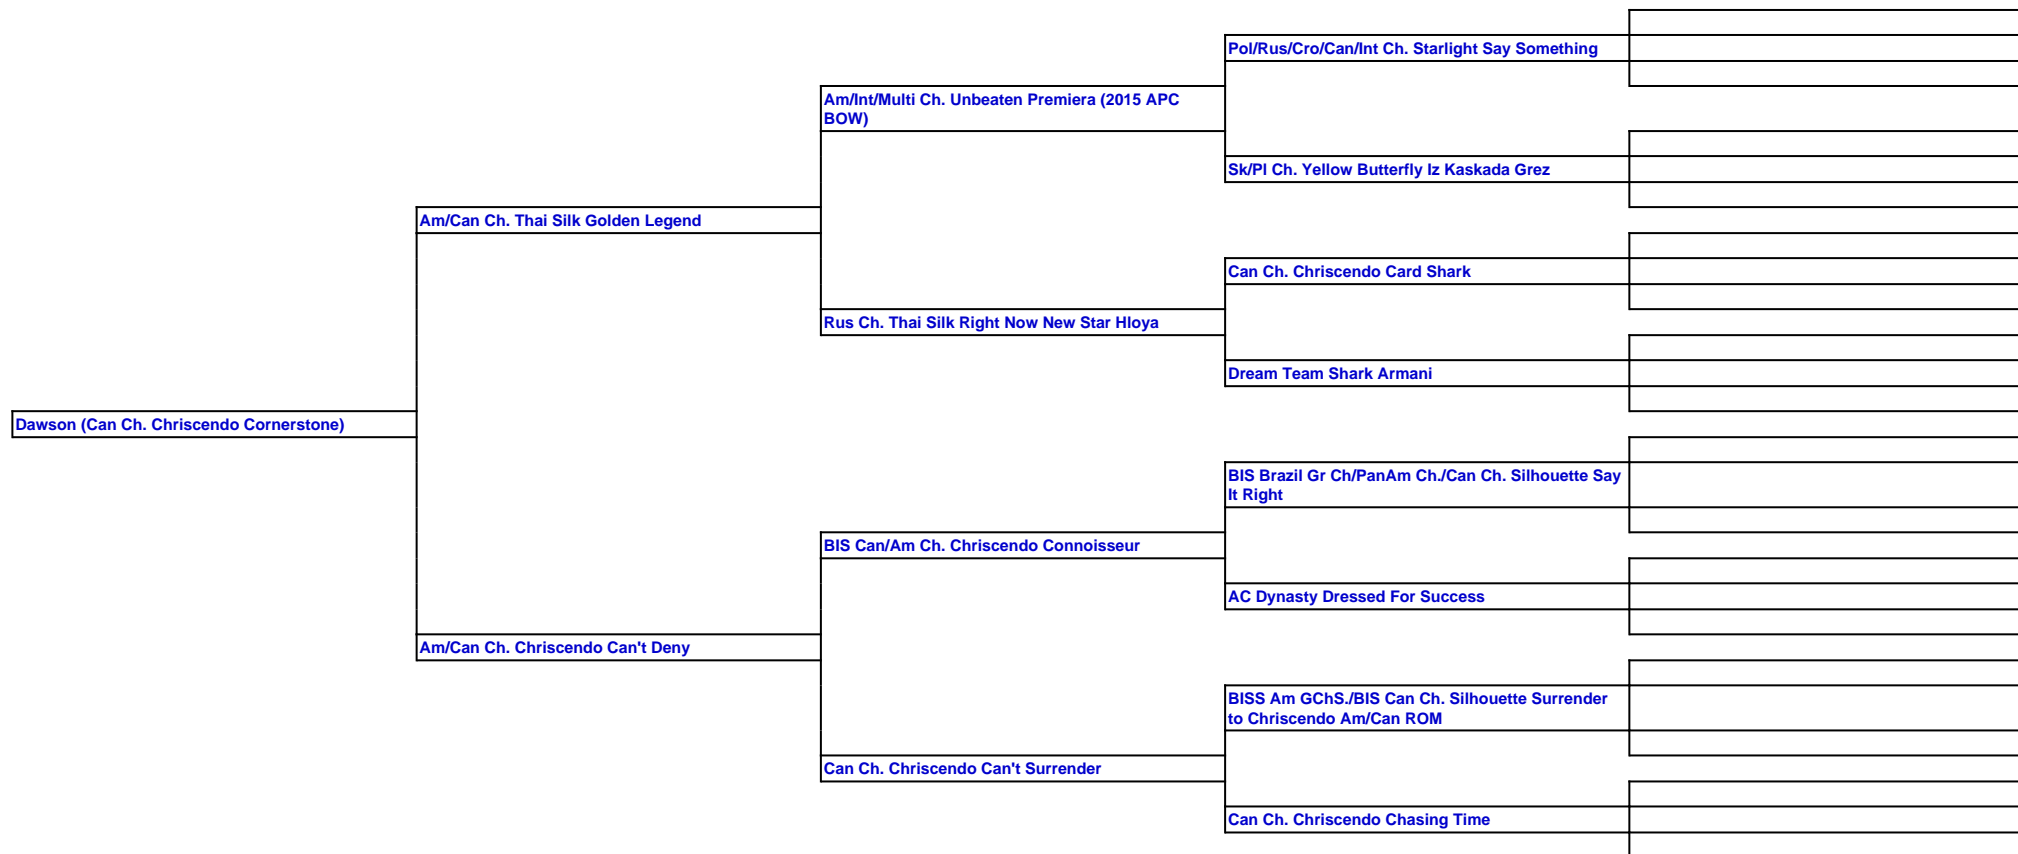 Pol/Rus/Cro/Can/Int Ch. Starlight Say Something
Am/Int/Multi Ch. Unbeaten Premiera (2015 APC
BOW)
Sk/Pl Ch. Yellow Butterfly Iz Kaskada Grez
Am/Can Ch. Thai Silk Golden Legend
Can Ch. Chriscendo Card Shark
Rus Ch. Thai Silk Right Now New Star Hloya
Dream Team Shark Armani
Dawson (Can Ch. Chriscendo Cornerstone)
BIS Brazil Gr Ch/PanAm Ch./Can Ch. Silhouette Say
It Right
BIS Can/Am Ch. Chriscendo Connoisseur
AC Dynasty Dressed For Success
Am/Can Ch. Chriscendo Can't Deny
BISS Am GChS./BIS Can Ch. Silhouette Surrender
to Chriscendo Am/Can ROM
Can Ch. Chriscendo Can't Surrender
Can Ch. Chriscendo Chasing Time